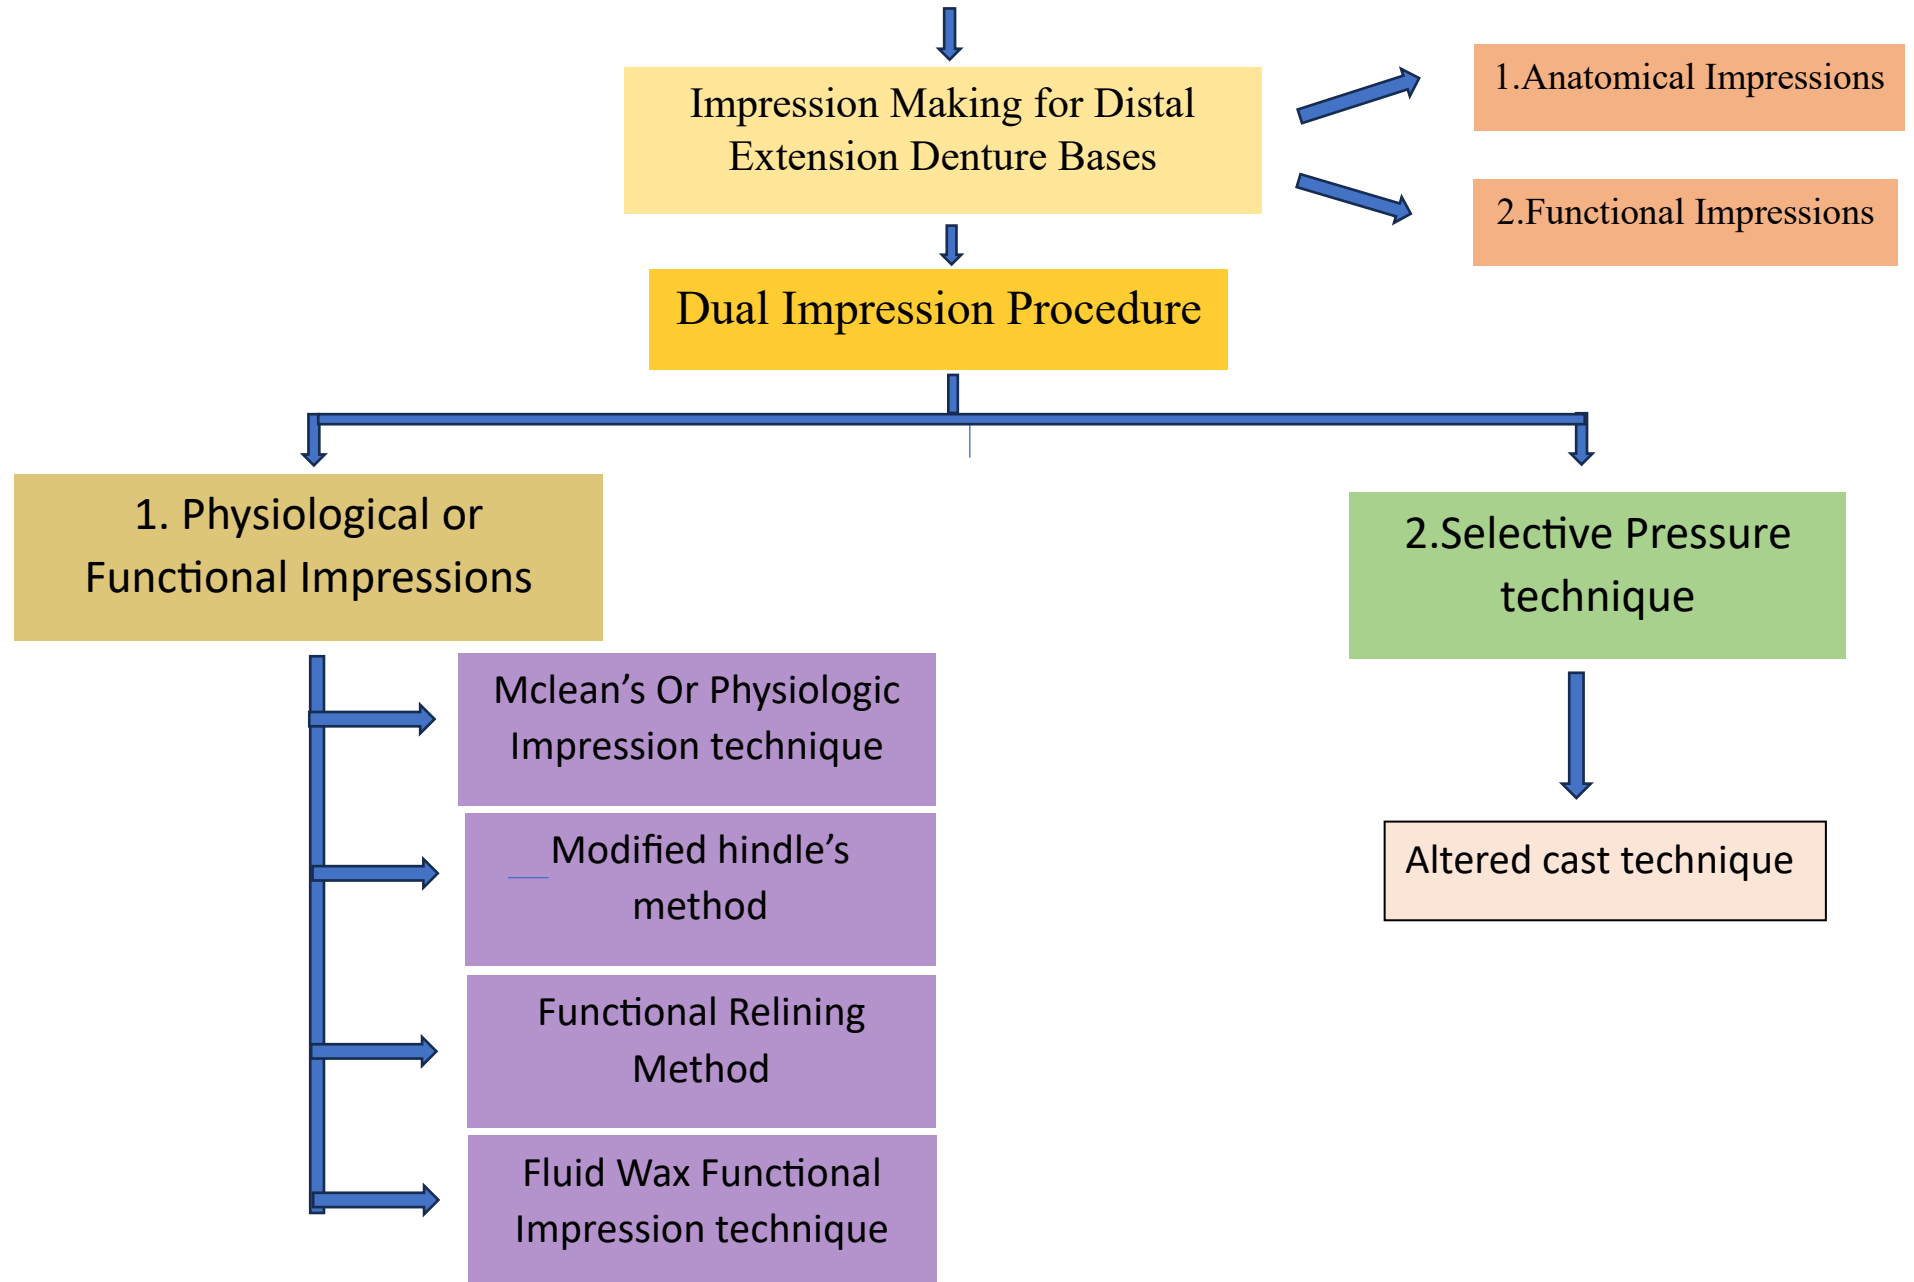 Impression Making for Distal
Extension Denture Bases
1.Anatomical Impressions
2.Functional Impressions
Dual Impression Procedure
1. Physiological or
Functional Impressions
2.Selective Pressure
technique
Mclean’s Or Physiologic
Impression technique
Modified hindle’s
method
Functional Relining
Method
Fluid Wax Functional
Impression technique
Altered cast technique